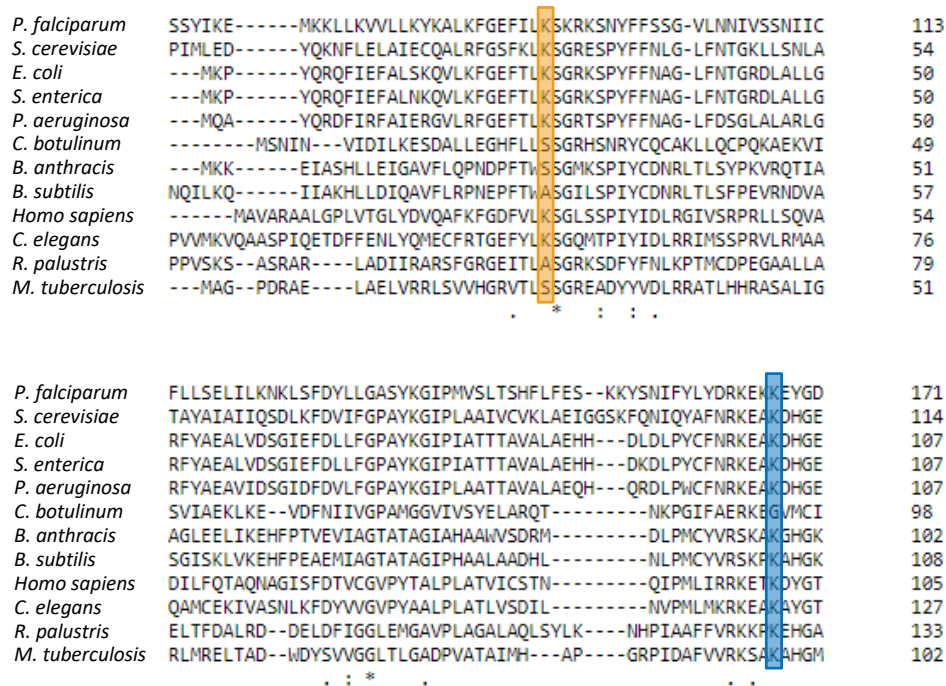 P. falciparum SSYIKE------MKKLLKVVLLKYKALKFGEFILKSKRKSNYFFSSG-VLNNIVSSNIIC 113
S. cerevisiae PIMLED------YQKNFLELAIECQALRFGSFKLKSGRESPYFFNLG-LFNTGKLLSNLA 54
E. coli ---MKP------YQRQFIEFALSKQVLKFGEFTLKSGRKSPYFFNAG-LFNTGRDLALLG 50
S. enterica ---MKP------YQRQFIEFALNKQVLKFGEFTLKSGRKSPYFFNAG-LFNTGRDLALLG 50
P. aeruginosa ---MQA------YQRDFIRFAIERGVLRFGEFTLKSGRTSPYFFNAG-LFDSGLALARLG 50
C. botulinum --------MSNIN---VIDILKESDALLEGHFLLSSGRHSNRYCQCAKLLQCPQKAEKVI 49
B. anthracis ---MKK------EIASHLLEIGAVFLQPNDPFTWSSGMKSPIYCDNRLTLSYPKVRQTIA 51
B. subtilis NQILKQ------IIAKHLLDIQAVFLRPNEPFTWASGILSPIYCDNRLTLSFPEVRNDVA 57
Homo sapiens ------MAVARAALGPLVTGLYDVQAFKFGDFVLKSGLSSPIYIDLRGIVSRPRLLSQVA 54
C. elegans PVVMKVQAASPIQETDFFENLYQMECFRTGEFYLKSGQMTPIYIDLRRIMSSPRVLRMAA 76
R. palustris PPVSKS--ASRAR----LADIIRARSFGRGEITLASGRKSDFYFNLKPTMCDPEGAALLA 79
M. tuberculosis ---MAG--PDRAE----LAELVRRLSVVHGRVTLSSGREADYYVDLRRATLHHRASALIG 51
. * : : .
P. falciparum FLLSELILKNKLSFDYLLGASYKGIPMVSLTSHFLFES--KKYSNIFYLYDRKEKKEYGD 171
S. cerevisiae TAYAIAIIQSDLKFDVIFGPAYKGIPLAAIVCVKLAEIGGSKFQNIQYAFNRKEAKDHGE 114
E. coli RFYAEALVDSGIEFDLLFGPAYKGIPIATTTAVALAEHH---DLDLPYCFNRKEAKDHGE 107
S. enterica RFYAEALVDSGIEFDLLFGPAYKGIPIATTTAVALAEHH---DKDLPYCFNRKEAKDHGE 107
P. aeruginosa RFYAEAVIDSGIDFDVLFGPAYKGIPLAATTAVALAEQH---QRDLPWCFNRKEAKDHGE 107
C. botulinum SVIAEKLKE--VDFNIIVGPAMGGVIVSYELARQT---------NKPGIFAERKEGVMCI 98
B. anthracis AGLEELIKEHFPTVEVIAGTATAGIAHAAWVSDRM---------DLPMCYVRSKAKGHGK 102
B. subtilis SGISKLVKEHFPEAEMIAGTATAGIPHAALAADHL---------NLPMCYVRSKPKAHGK 108
Homo sapiens DILFQTAQNAGISFDTVCGVPYTALPLATVICSTN---------QIPMLIRRKETKDYGT 105
C. elegans QAMCEKIVASNLKFDYVVGVPYAALPLATLVSDIL---------NVPMLMKRKEAKAYGT 127
R. palustris ELTFDALRD--DELDFIGGLEMGAVPLAGALAQLSYLK----NHPIAAFFVRKKPKEHGA 133
M. tuberculosis RLMRELTAD--WDYSVVGGLTLGADPVATAIMH---AP----GRPIDAFVVRKSAKAHGM 102
. : * . . .